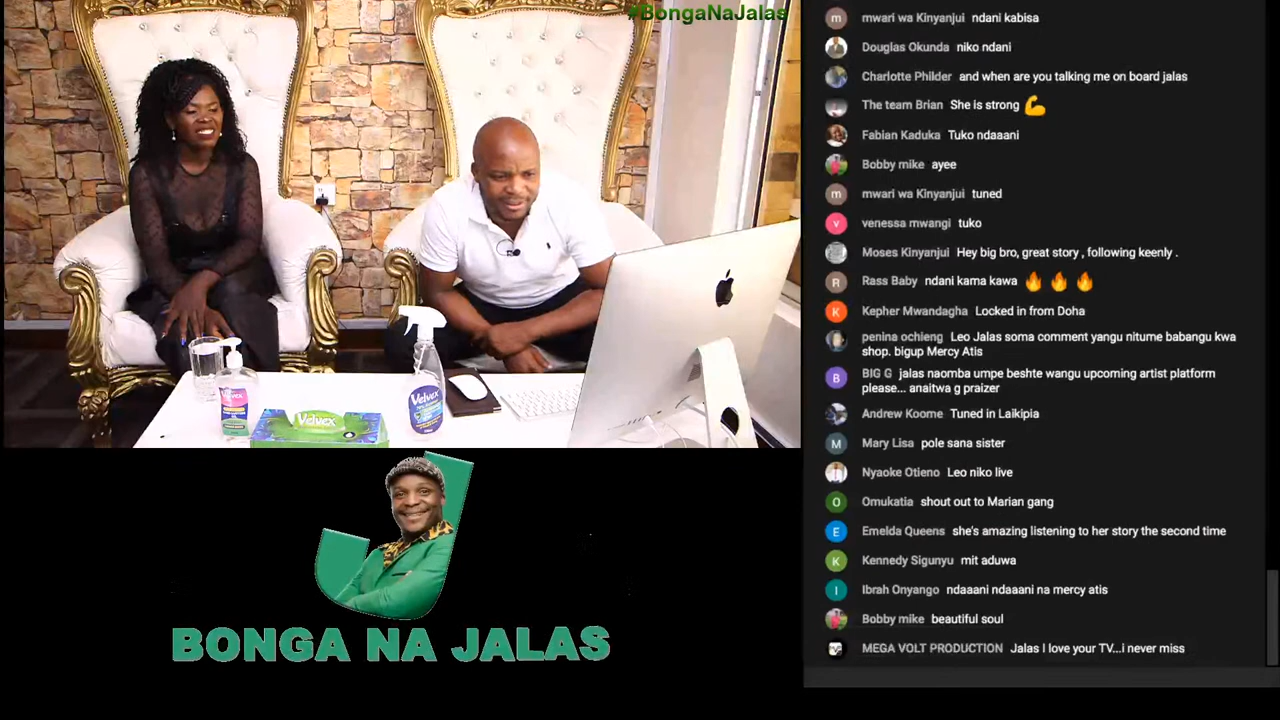 #BongaNaJalas
Velvex
Velvex
Velvex
BONGA NA JALAS
m mwari wa Kinyanjui ndani kabisa
Douglas Okunda niko ndani
Charlotte Philder and when are you talking me on board jalas
The team Brian She is strong 💪
Fabian Kaduka Tuko ndaaani
Bobby mike ayee
m mwari wa Kinyanjui tuned
v venessa mwangi tuko
Moses Kinyanjui Hey big bro, great story , following keenly .
R Rass Baby ndani kama kawa 🔥 🔥 🔥
K Kepher Mwandagha Locked in from Doha
penina ochieng Leo Jalas soma comment yangu nitume babangu kwa
shop. bigup Mercy Atis
B BIG G jalas naomba umpe beshte wangu upcoming artist platform
please... anaitwa g praizer
Andrew Koome Tuned in Laikipia
M Mary Lisa pole sana sister
Nyaoke Otieno Leo niko live
O Omukatia shout out to Marian gang
E Emelda Queens she's amazing listening to her story the second time
K Kennedy Sigunyu mit aduwa
I Ibrah Onyango ndaaani ndaaani na mercy atis
Bobby mike beautiful soul
MEGA VOLT PRODUCTION Jalas I love your TV...i never miss